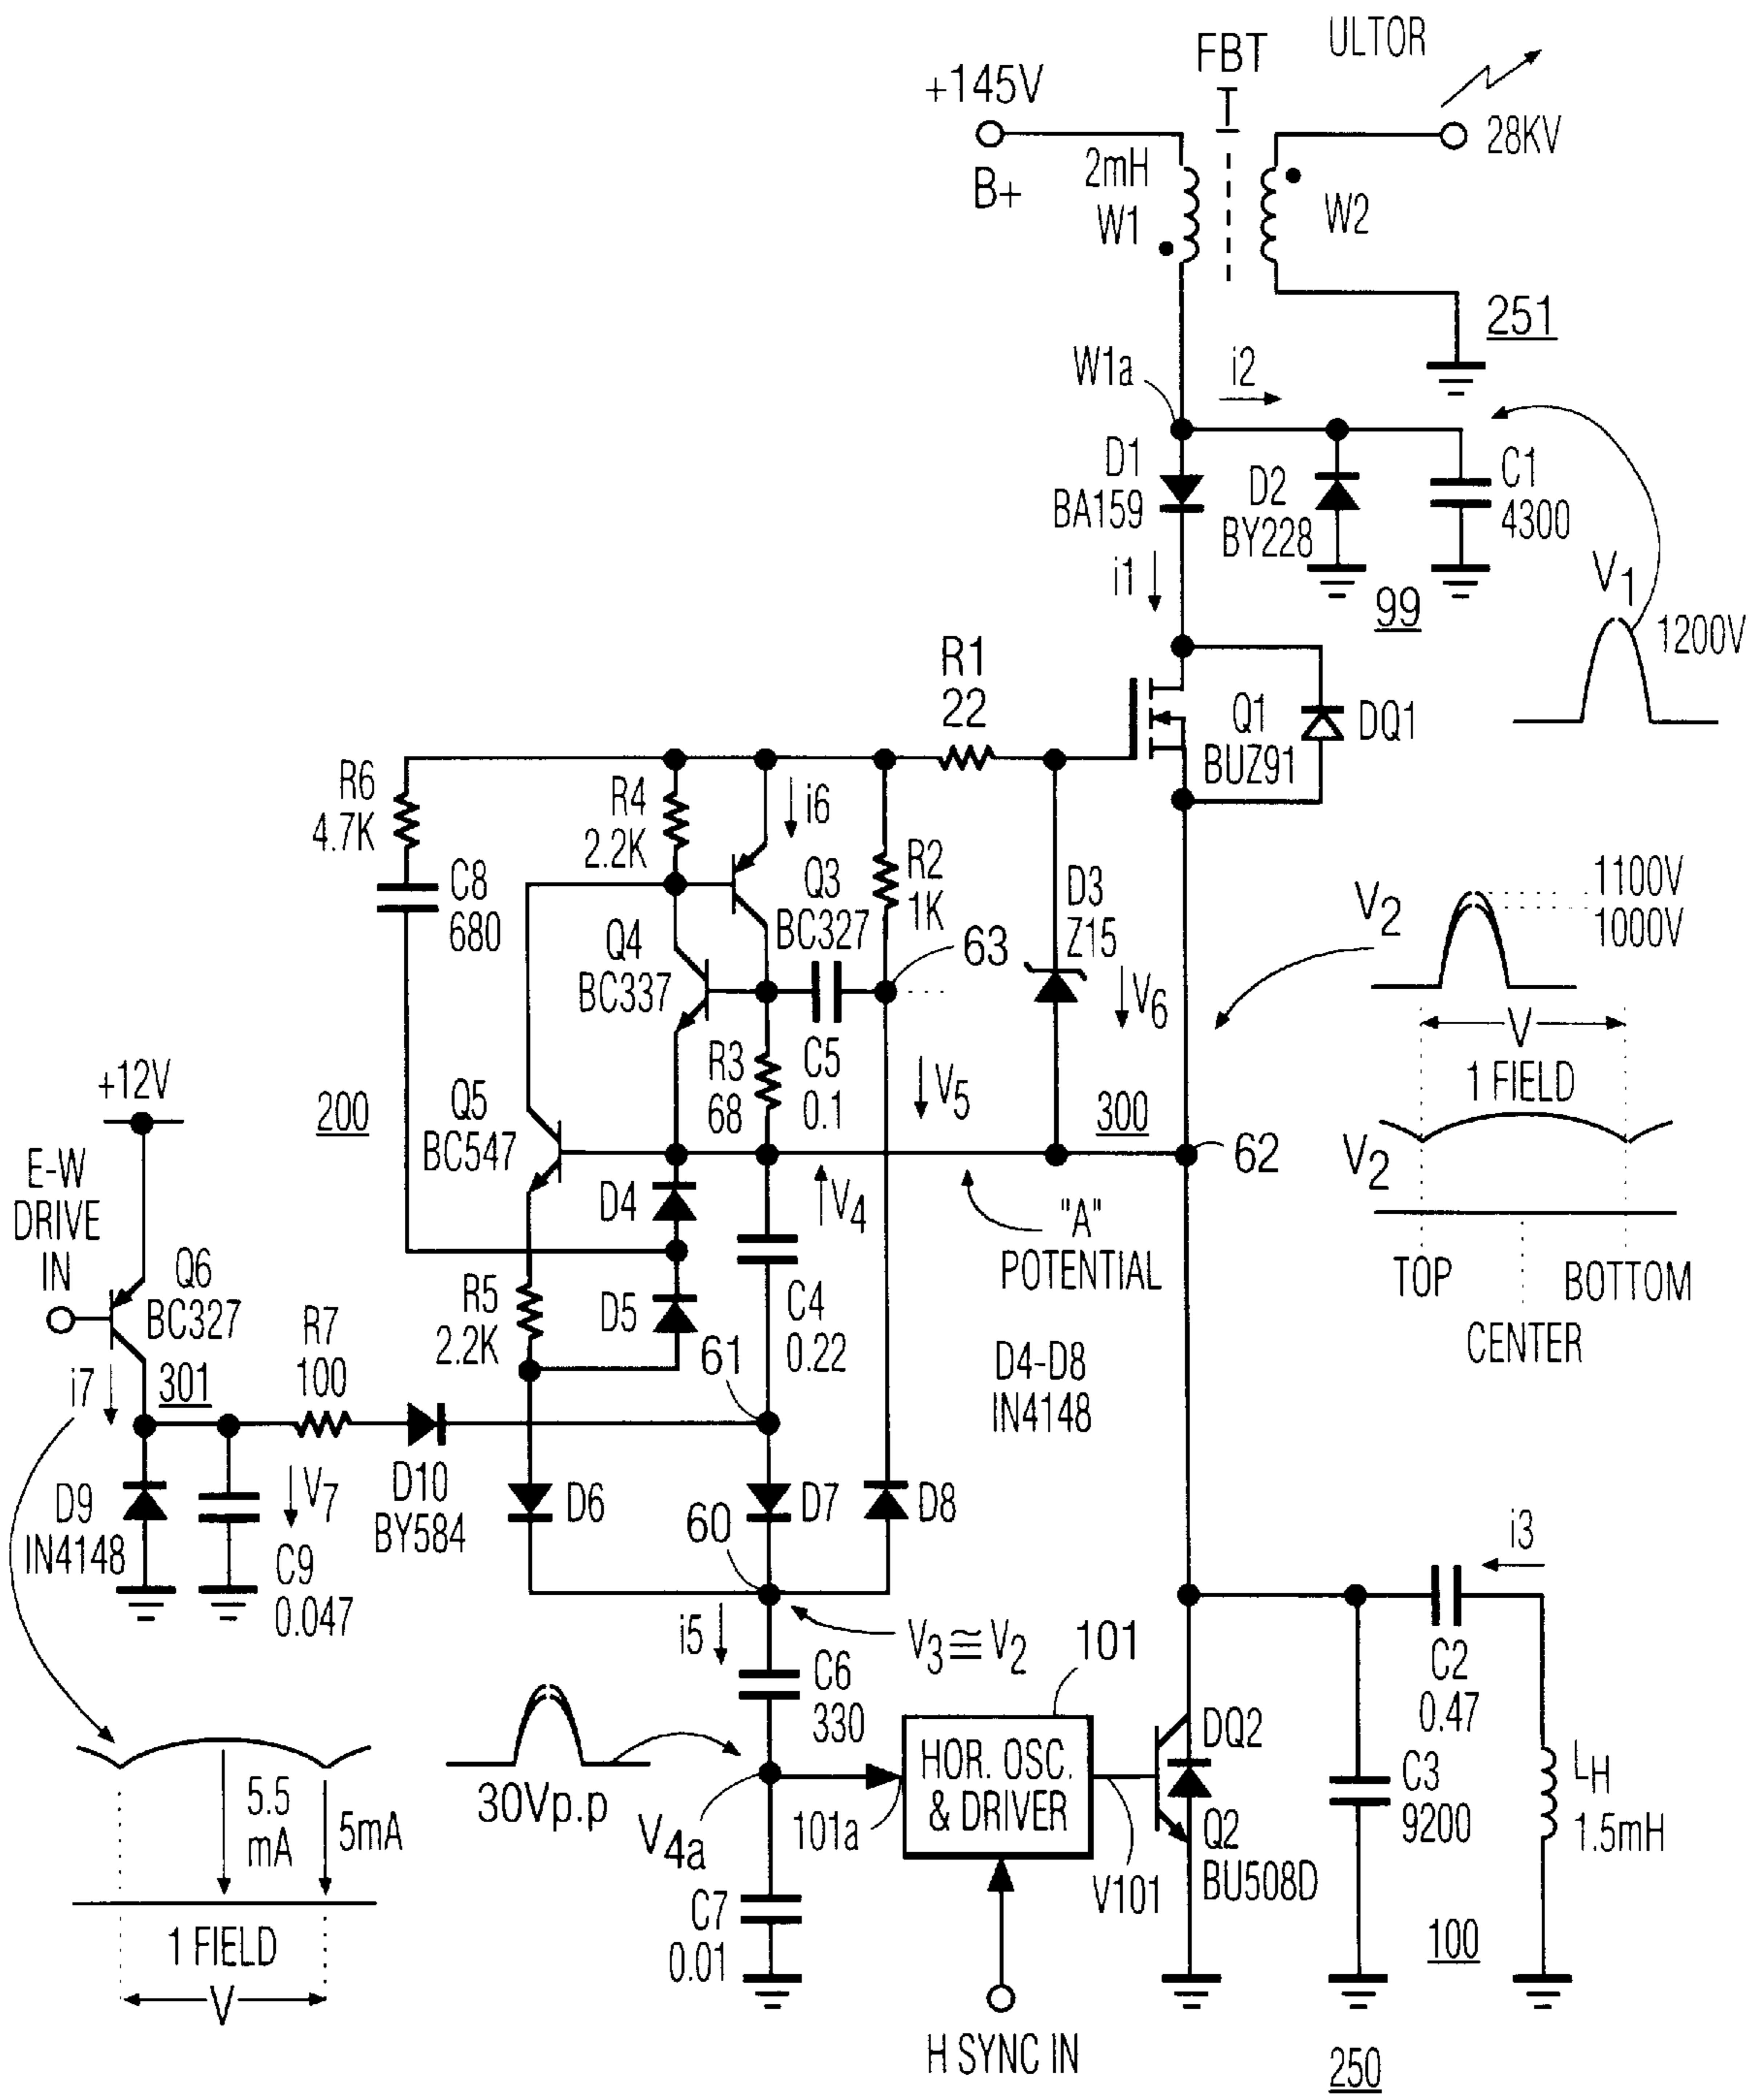 FBT
ULTOR
+145V
T
28KV
B+
2mH
W1
W2
251
W1a
i2
D1
BA159
D2
BY228
C1
4300
i1
99
V1
1200V
R1
22
Q1
BUZ91
DQ1
R6
4.7K
R4
2.2K
i6
R2
1K
C8
680
Q3
BC327
D3
Z15
V2
1100V
1000V
Q4
BC337
63
V6
V
1 FIELD
+12V
200
Q5
BC547
R3
68
C5
0.1
V5
300
62
V2
E-W
DRIVE
IN
D4
V4
"A"
POTENTIAL
TOP
BOTTOM
CENTER
Q6
BC327
R5
2.2K
D5
C4
0.22
D4-D8
IN4148
i7
301
R7
100
61
D9
IN4148
V7
D10
BY584
D6
D7
D8
60
C9
0.047
i3
i5
V3≅V2
101
C2
0.47
C6
330
30Vp.p
V4a
101a
HOR. OSC.
& DRIVER
V101
DQ2
Q2
BU508D
C3
9200
LH
1.5mH
5.5
mA
5mA
C7
0.01
1 FIELD
V
100
H SYNC IN
250